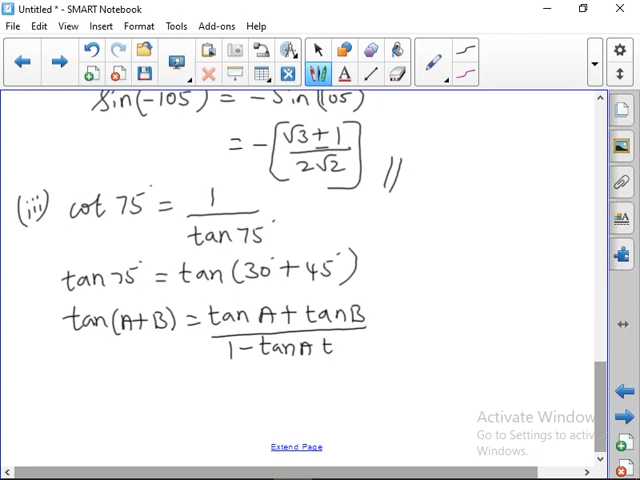 Untitled * - SMART Notebook
File Edit View Insert Format Tools Add-ons Help
sin(-105) = -sin(105)
= -[√3 ± 1 / 2√2] //
(iii) cot 75° = 1 / tan 75°
tan 75° = tan (30° + 45°)
tan(A+B) = tan A + tan B / 1 - tan A t
Activate Window
Go to Settings to activ
Windows.
Extend Page